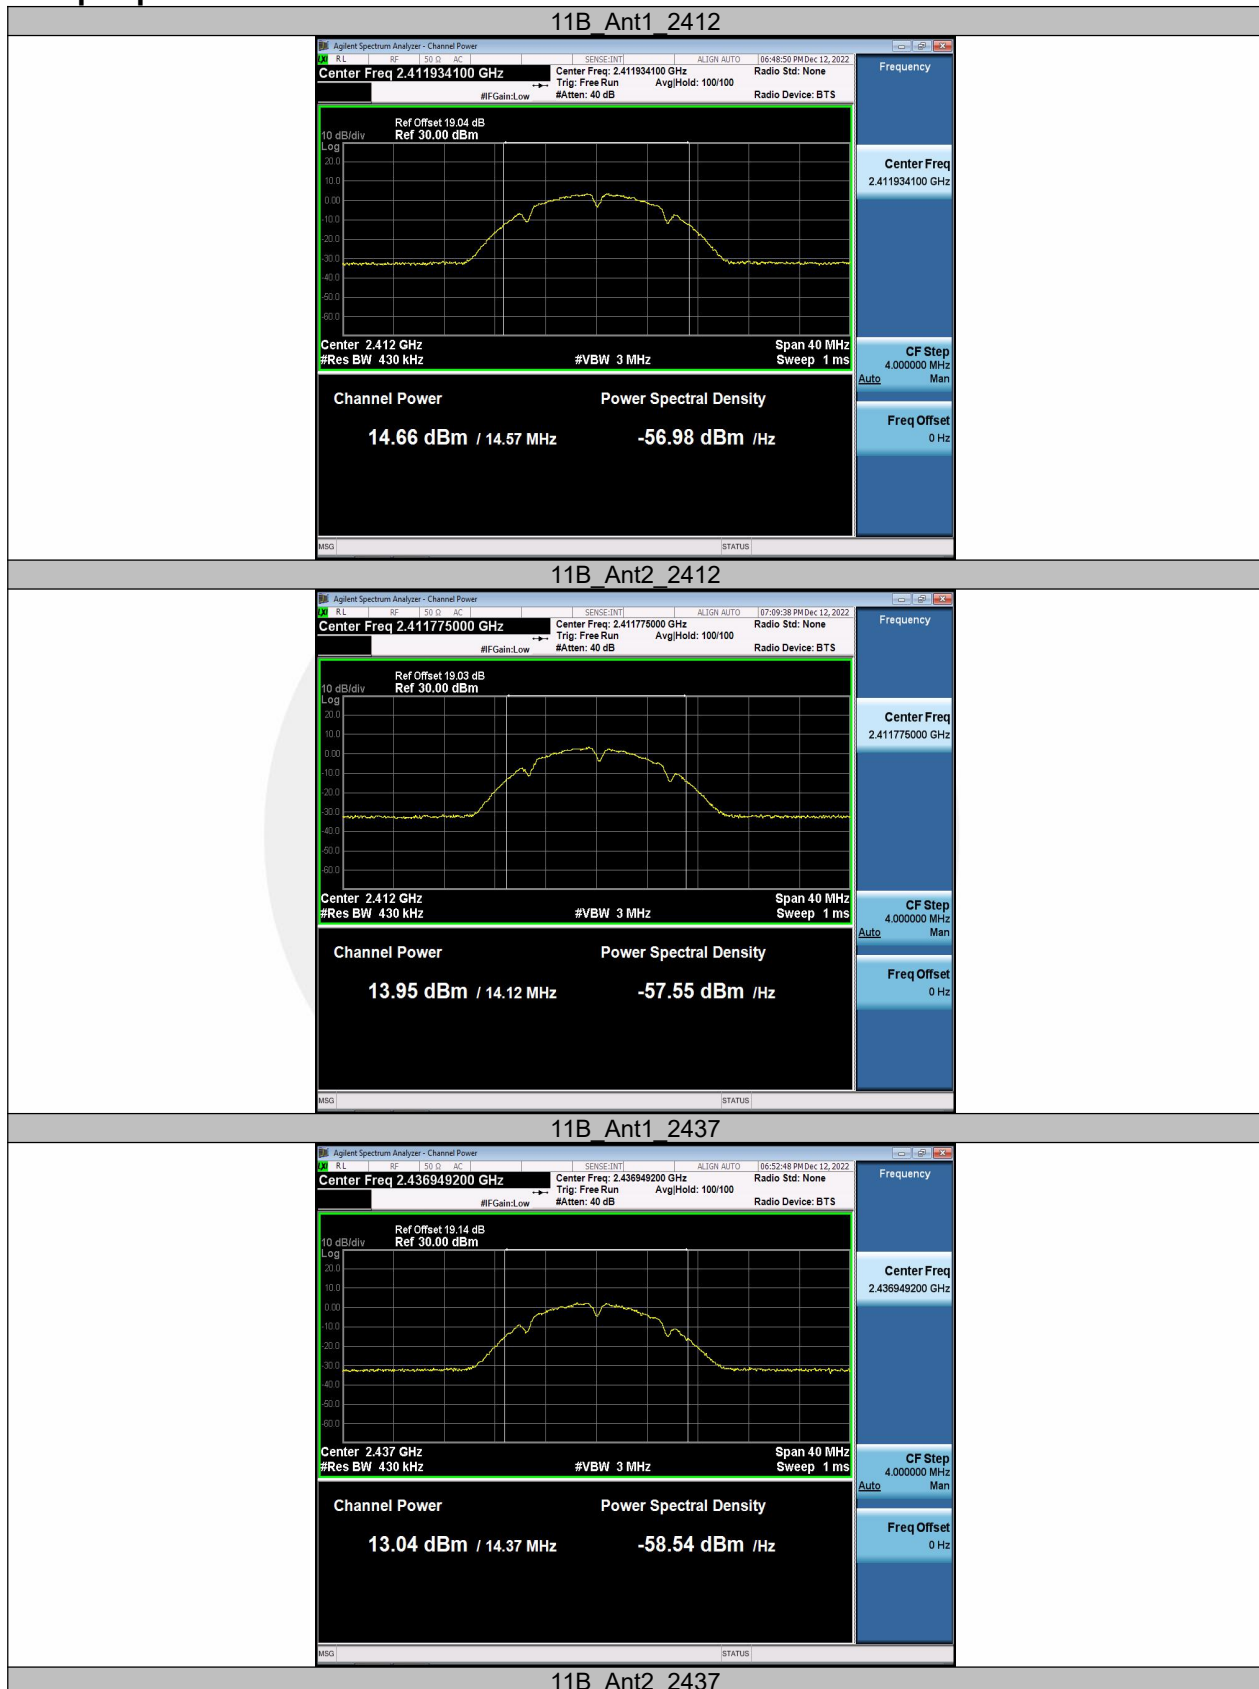 11B_Ant1_2412
Agilent Spectrum Analyzer - Channel Power
LXI RL RF 50 Ω AC SENSE:INT ALIGN AUTO 06:48:50 PM Dec 12, 2022
Center Freq 2.411934100 GHz
Center Freq: 2.411934100 GHz Radio Std: None
Trig: Free Run Avg|Hold: 100/100
#IFGain:Low #Atten: 40 dB Radio Device: BTS
Frequency
Ref Offset 19.04 dB
10 dB/div Ref 30.00 dBm
Log
20.0
10.0
0.00
-10.0
-20.0
-30.0
-40.0
-50.0
-60.0
Center 2.412 GHz Span 40 MHz
#Res BW 430 kHz #VBW 3 MHz Sweep 1 ms
Channel Power Power Spectral Density
14.66 dBm / 14.57 MHz -56.98 dBm /Hz
Center Freq
2.411934100 GHz
CF Step
4.000000 MHz
Auto Man
Freq Offset
0 Hz
MSG STATUS
11B_Ant2_2412
Agilent Spectrum Analyzer - Channel Power
LXI RL RF 50 Ω AC SENSE:INT ALIGN AUTO 07:09:38 PM Dec 12, 2022
Center Freq 2.411775000 GHz
Center Freq: 2.411775000 GHz Radio Std: None
Trig: Free Run Avg|Hold: 100/100
#IFGain:Low #Atten: 40 dB Radio Device: BTS
Frequency
Ref Offset 19.03 dB
10 dB/div Ref 30.00 dBm
Log
20.0
10.0
0.00
-10.0
-20.0
-30.0
-40.0
-50.0
-60.0
Center 2.412 GHz Span 40 MHz
#Res BW 430 kHz #VBW 3 MHz Sweep 1 ms
Channel Power Power Spectral Density
13.95 dBm / 14.12 MHz -57.55 dBm /Hz
Center Freq
2.411775000 GHz
CF Step
4.000000 MHz
Auto Man
Freq Offset
0 Hz
MSG STATUS
11B_Ant1_2437
Agilent Spectrum Analyzer - Channel Power
LXI RL RF 50 Ω AC SENSE:INT ALIGN AUTO 06:52:48 PM Dec 12, 2022
Center Freq 2.436949200 GHz
Center Freq: 2.436949200 GHz Radio Std: None
Trig: Free Run Avg|Hold: 100/100
#IFGain:Low #Atten: 40 dB Radio Device: BTS
Frequency
Ref Offset 19.14 dB
10 dB/div Ref 30.00 dBm
Log
20.0
10.0
0.00
-10.0
-20.0
-30.0
-40.0
-50.0
-60.0
Center 2.437 GHz Span 40 MHz
#Res BW 430 kHz #VBW 3 MHz Sweep 1 ms
Channel Power Power Spectral Density
13.04 dBm / 14.37 MHz -58.54 dBm /Hz
Center Freq
2.436949200 GHz
CF Step
4.000000 MHz
Auto Man
Freq Offset
0 Hz
MSG STATUS
11B_Ant2_2437